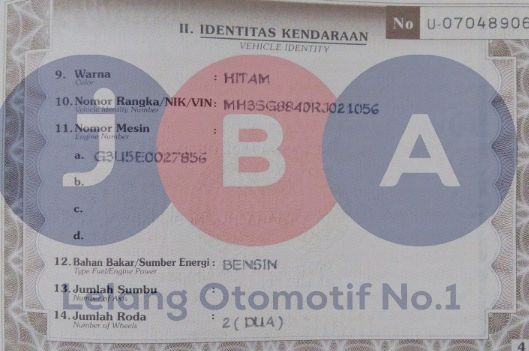 No U-07048906
II. IDENTITAS KENDARAAN
VEHICLE IDENTITY
9. Warna : HITAM
Color
10. Nomor Rangka/NIK/VIN: MH3SG8840RJ021056
Vehicle Identity Number
11. Nomor Mesin :
Engine Number
a. G3U5E0027856
b.
c.
d.
12. Bahan Bakar/Sumber Energi : BENSIN
Type Fuel/Engine Power
13. Jumlah Sumbu :
Number of Axle
14. Jumlah Roda : 2 ( DUA )
Number of Wheels
4
J B A
Lelang Otomotif No.1